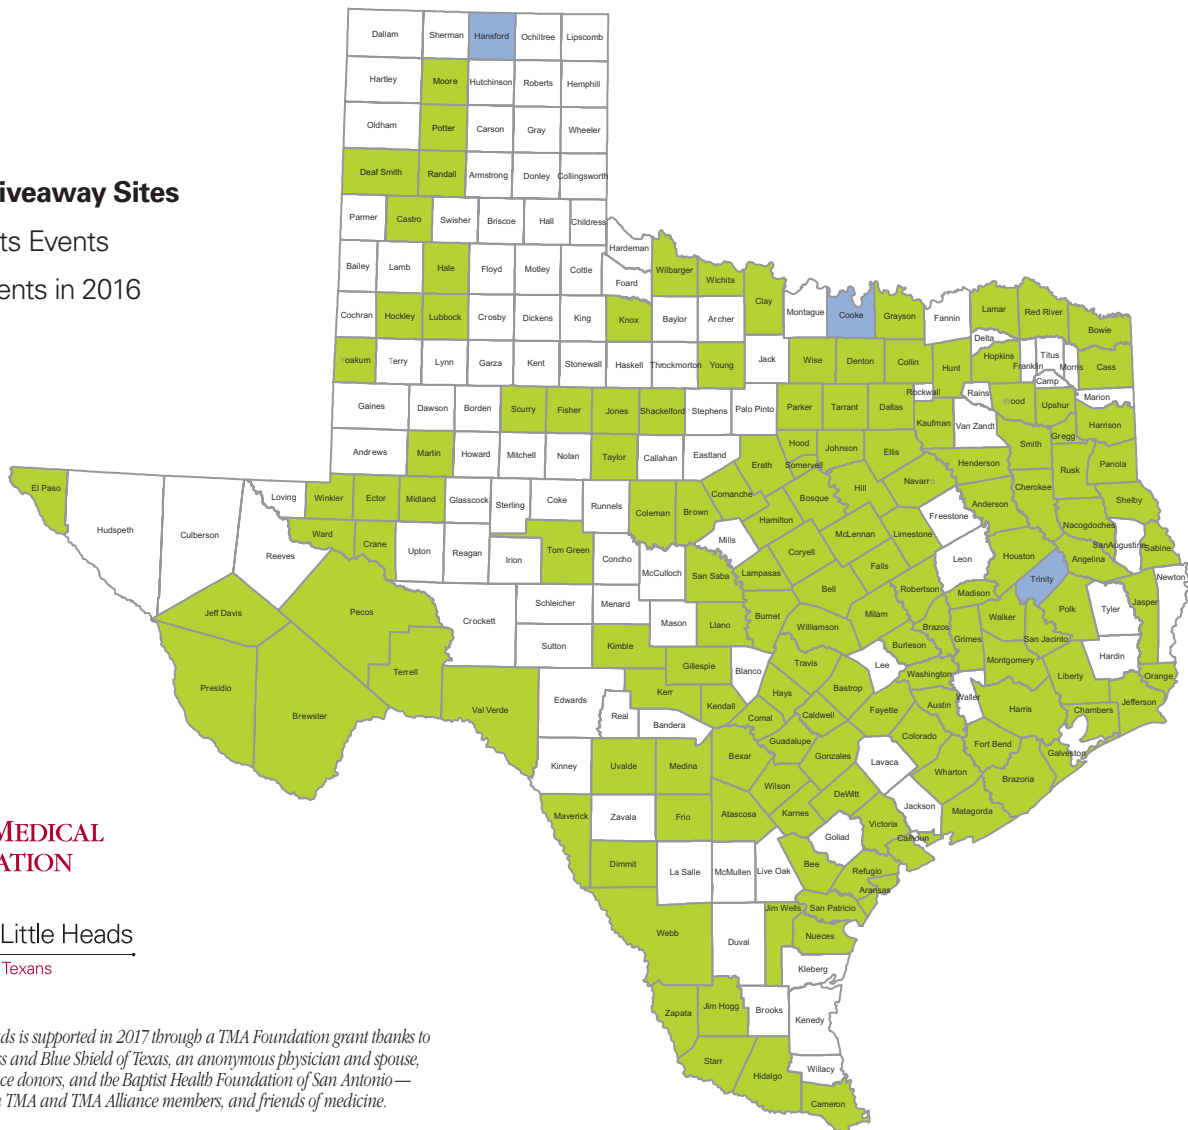 Dallam Sherman Hansford Ochiltree Lipscomb
Hartley Moore Hutchinson Roberts Hemphill
Oldham Potter Carson Gray Wheeler
Deaf Smith Randall Armstrong Donley Collingsworth
iveaway Sites
Parmer Castro Swisher Briscoe Hall Childress
ts Events
Hardeman
Bailey Lamb Hale Floyd Motley Cottle Foard Wilbarger Wichita
ents in 2016
Clay Montague Cooke Grayson Fannin Lamar Red River Bowie
Cochran Hockley Lubbock Crosby Dickens King Knox Baylor Archer
Delta Hopkins Franklin Titus Morris Cass
Yoakum Terry Lynn Garza Kent Stonewall Haskell Throckmorton Young Jack Wise Denton Collin Hunt
Camp
Rockwall Rains Wood Upshur Marion
Gaines Dawson Borden Scurry Fisher Jones Shackelford Stephens Palo Pinto Parker Tarrant Dallas Kaufman Van Zandt Harrison
Smith Gregg
Andrews Martin Howard Mitchell Nolan Taylor Callahan Eastland Erath Hood Somervell Johnson Ellis Henderson Rusk Panola
El Paso Hudspeth Culberson Reeves Loving Winkler Ector Midland Glasscock Sterling Coke Runnels Coleman Brown Comanche Bosque Hill Navarro Anderson Cherokee Shelby
Hamilton Freestone Nacogdoches
Ward Crane Upton Reagan Irion Tom Green Concho McCulloch Mills Coryell McLennan Limestone Leon Houston Angelina SanAugustine Sabine
San Saba Lampasas Bell Falls Robertson Madison Trinity Newton
Jeff Davis Pecos Crockett Schleicher Menard Mason Llano Burnet Williamson Milam Brazos Grimes Walker Polk Tyler Jasper
San Jacinto
Sutton Kimble Burleson Montgomery Hardin
Presidio Brewster Terrell Val Verde Edwards Gillespie Blanco Travis Lee Washington Liberty Orange
Real Kerr Kendall Hays Bastrop Fayette Austin Waller Harris Chambers Jefferson
Bandera Comal Caldwell Colorado
Kinney Uvalde Medina Bexar Guadalupe Gonzales Lavaca Wharton Fort Bend Brazoria Galveston
Wilson DeWitt Jackson Matagorda
Maverick Zavala Frio Atascosa Karnes Victoria
Goliad Calhoun
MEDICAL
ATION
Dimmit La Salle McMullen Live Oak Bee Refugio
Aransas
Jim Wells San Patricio
Little Heads
Webb Duval Nueces
Texans
Kleberg
Zapata Jim Hogg Brooks Kenedy
Starr Hidalgo Willacy
Cameron
ds is supported in 2017 through a TMA Foundation grant thanks to
ss and Blue Shield of Texas, an anonymous physician and spouse,
ce donors, and the Baptist Health Foundation of San Antonio—
n TMA and TMA Alliance members, and friends of medicine.